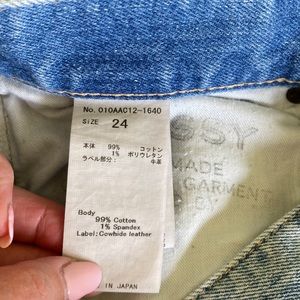 No. 010AAC12-1640
SIZE 24
本体 99% コットン
1% ポリウレタン
ラベル部分: 牛革
Body
99% Cotton
1% Spandex
Label: Cowhide leather
IN JAPAN
SY
MADE
GARMENT
BY